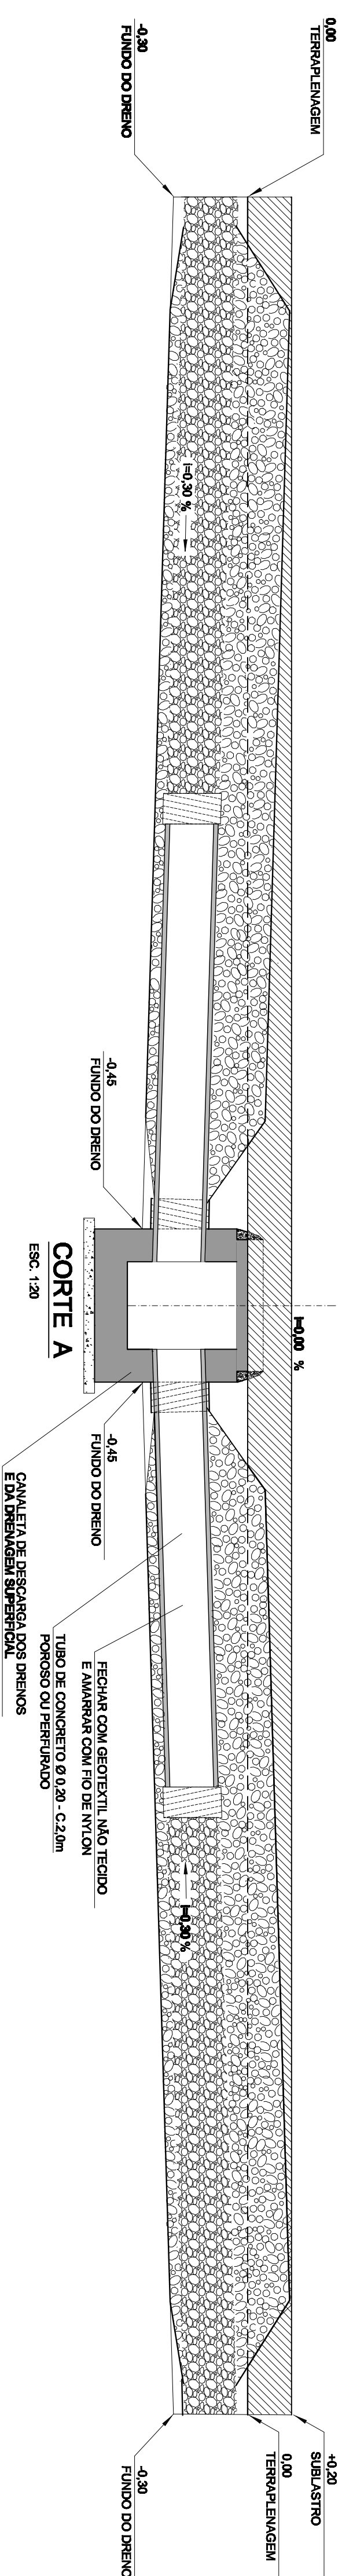 0,00
TERRAPLENAGEM
-0,30
FUNDO DO DRENO
i=0,30 %
-0,45
FUNDO DO DRENO
i=0,00 %
CORTE A
ESC. 1:20
-0,45
FUNDO DO DRENO
CANALETA DE DESCARGA DOS DRENOS
E DA DRENAGEM SUPERFICIAL
TUBO DE CONCRETO Ø 0,20 - C.2,0m
POROSO OU PERFURADO
FECHAR COM GEOTEXTIL NÃO TECIDO
E AMARRAR COM FIO DE NYLON
i=0,30 %
+0,20
SUBLASTRO
0,00
TERRAPLENAGEM
-0,30
FUNDO DO DRENO